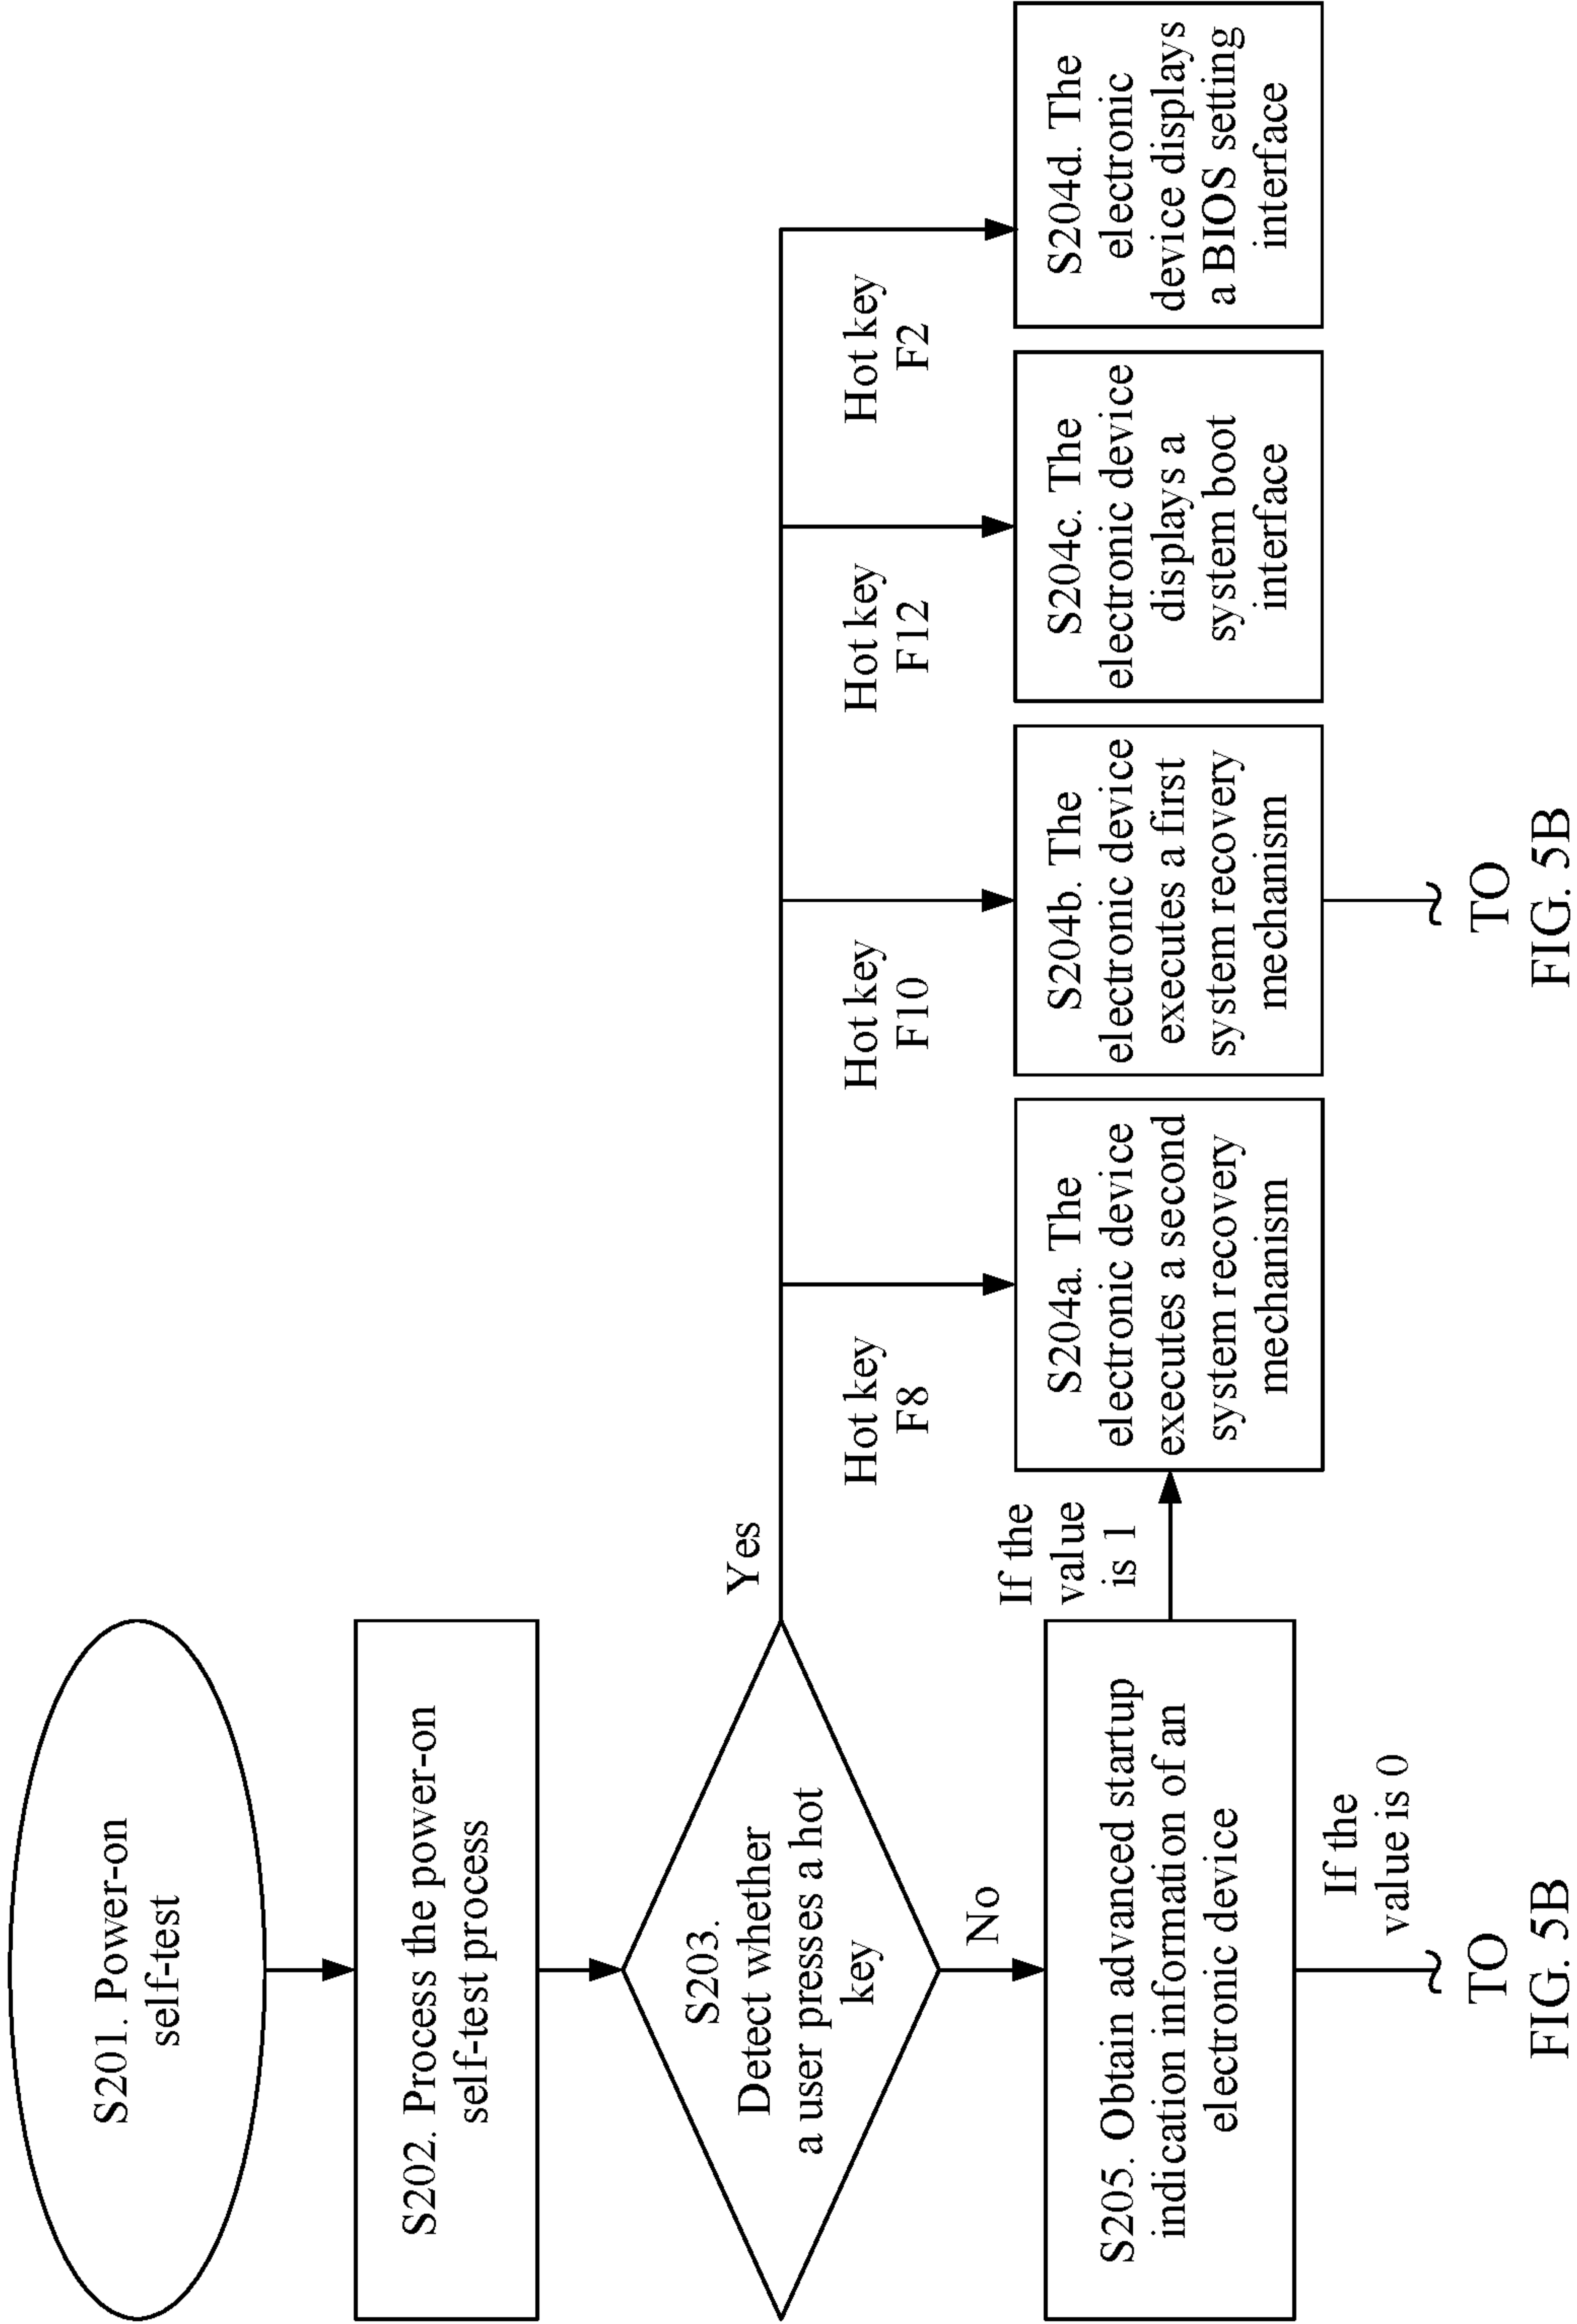 S201. Power-on
self-test
S202. Process the power-on
self-test process
S203.
Detect whether
a user presses a hot
key
Yes
No
Hot key
F8
Hot key
F10
Hot key
F12
Hot key
F2
S205. Obtain advanced startup
indication information of an
electronic device
If the
value
is 1
S204a. The
electronic device
executes a second
system recovery
mechanism
S204b. The
electronic device
executes a first
system recovery
mechanism
S204c. The
electronic device
displays a
system boot
interface
S204d. The
electronic
device displays
a BIOS setting
interface
If the
value is 0
TO
FIG. 5B
TO
FIG. 5B